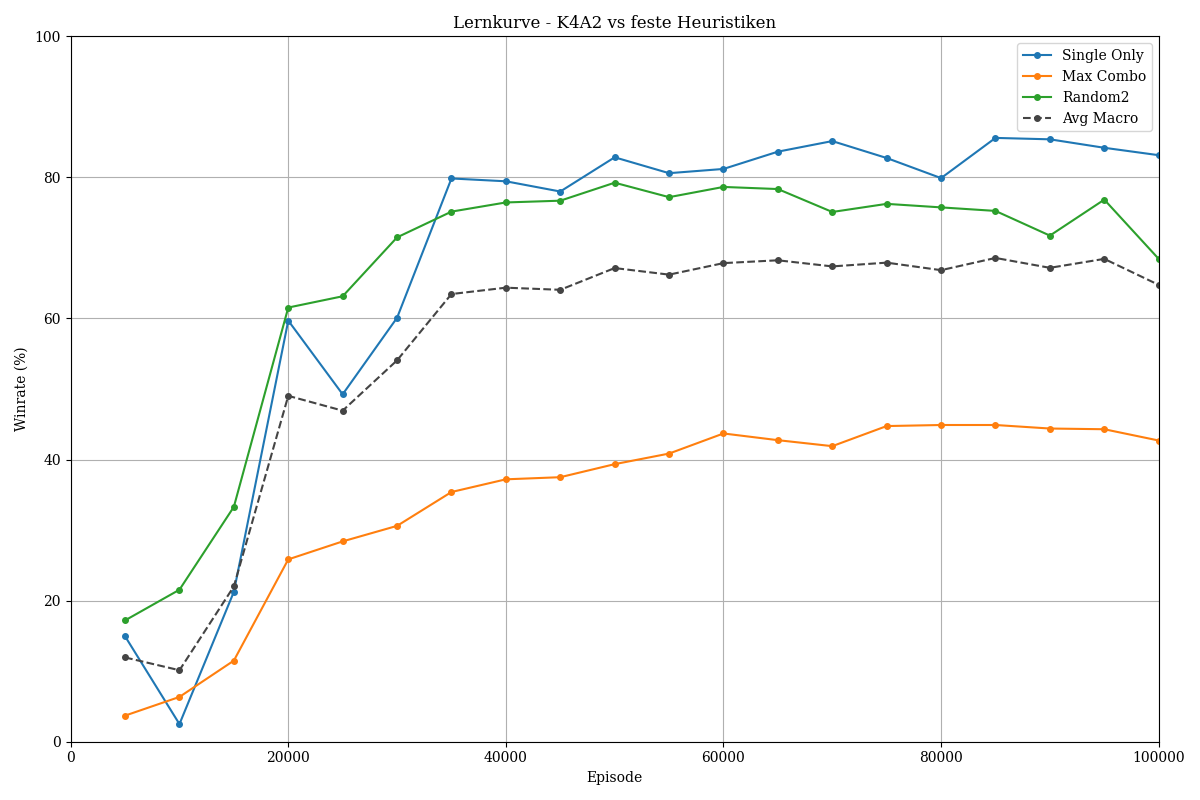 Lernkurve - K4A2 vs feste Heuristiken
100
80
60
40
20
0
Winrate (%)
Single Only
Max Combo
Random2
Avg Macro
0 20000 40000 60000 80000 100000
Episode